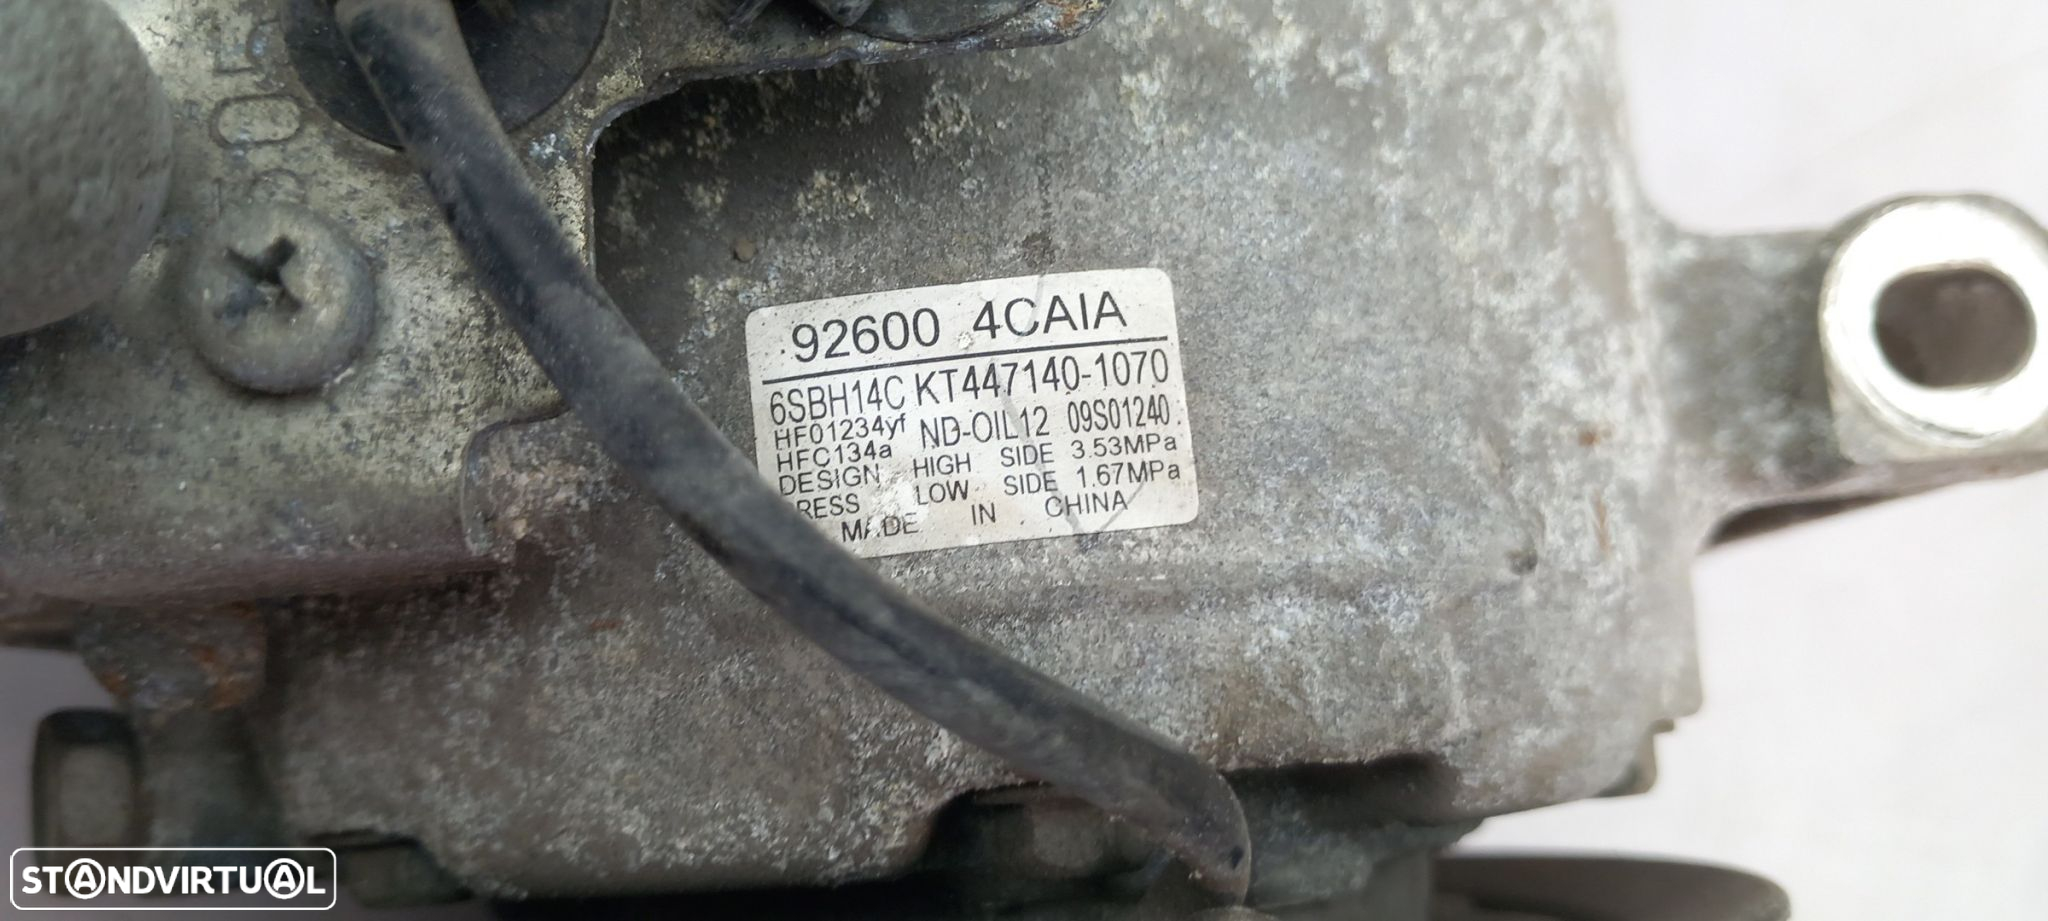 92600 4CAIA
6SBH14C KT447140-1070
HF01234yf ND-OIL12 09S01240
HFC134a
DESIGN HIGH SIDE 3.53MPa
RESS LOW SIDE 1.67MPa
MADE IN CHINA
STANDVIRTUAL